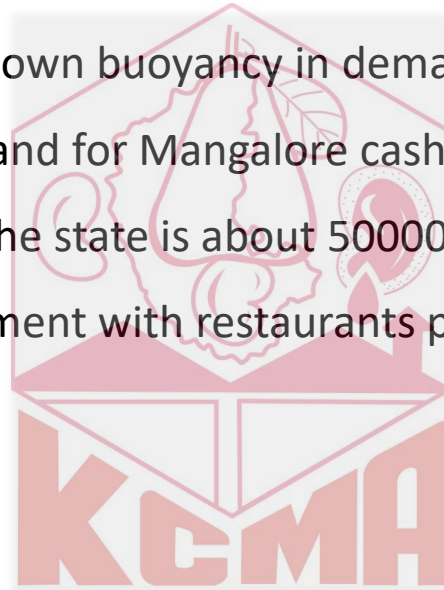 own buoyancy in dema
and for Mangalore cash
he state is about 50000
ment with restaurants p
KCMA